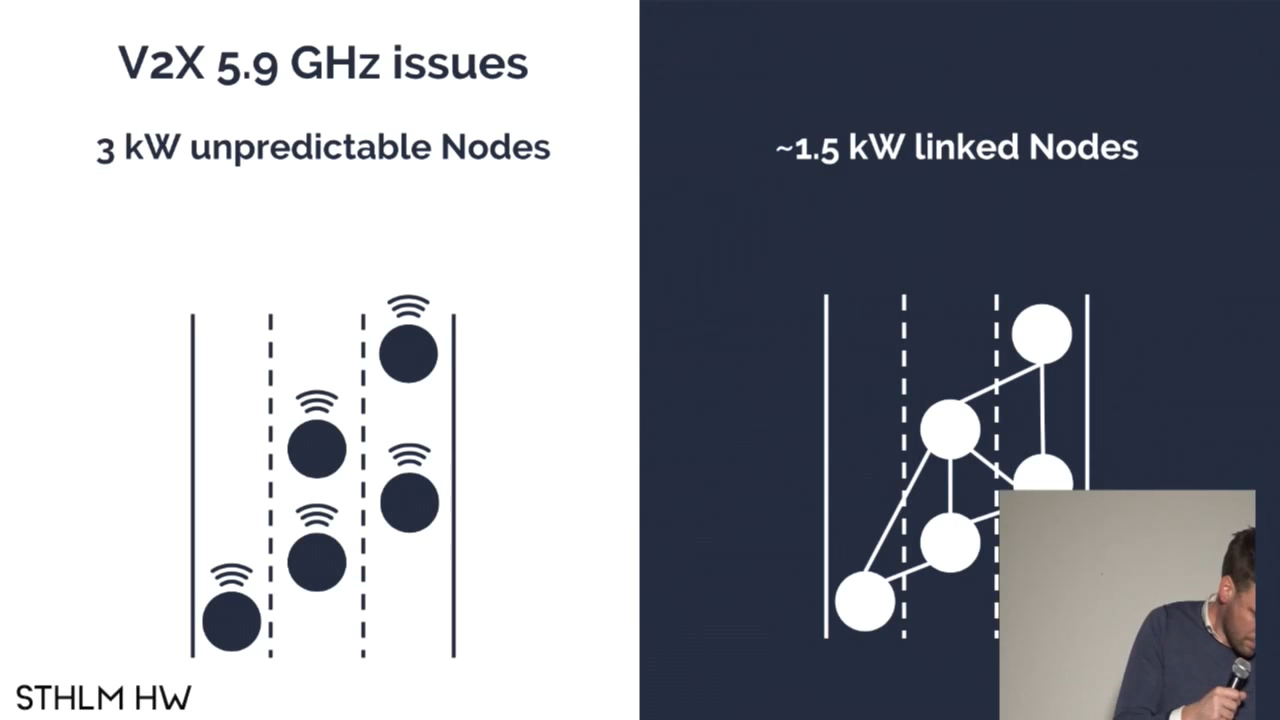 V2X 5.9 GHz issues
3 kW unpredictable Nodes
~1.5 kW linked Nodes
STHLM HW